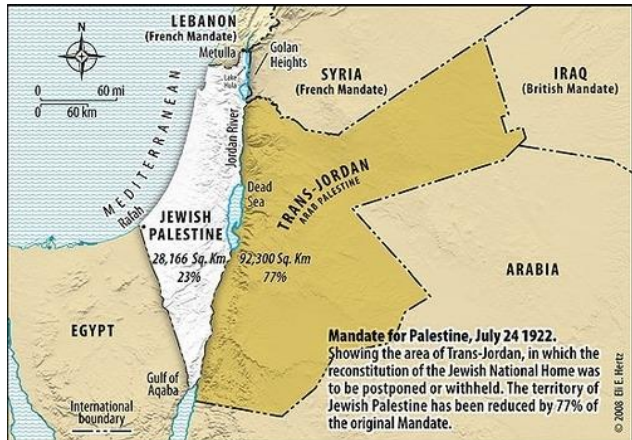 LEBANON
(French Mandate)
Metulla
Golan
Heights
N
0 60 mi
0 60 km
Lake
Hula
SYRIA
(French Mandate)
IRAQ
(British Mandate)
MEDITERRANEAN
Jordan River
Rafah
Dead
Sea
TRANS-JORDAN
ARAB PALESTINE
JEWISH
PALESTINE
28,166 Sq. Km
23%
92,300 Sq. Km
77%
ARABIA
EGYPT
Gulf of
Aqaba
International
boundary
Mandate for Palestine, July 24 1922.
Showing the area of Trans-Jordan, in which the
reconstitution of the Jewish National Home was
to be postponed or withheld. The territory of
Jewish Palestine has been reduced by 77% of
the original Mandate.
© 2008 Eli E. Hertz